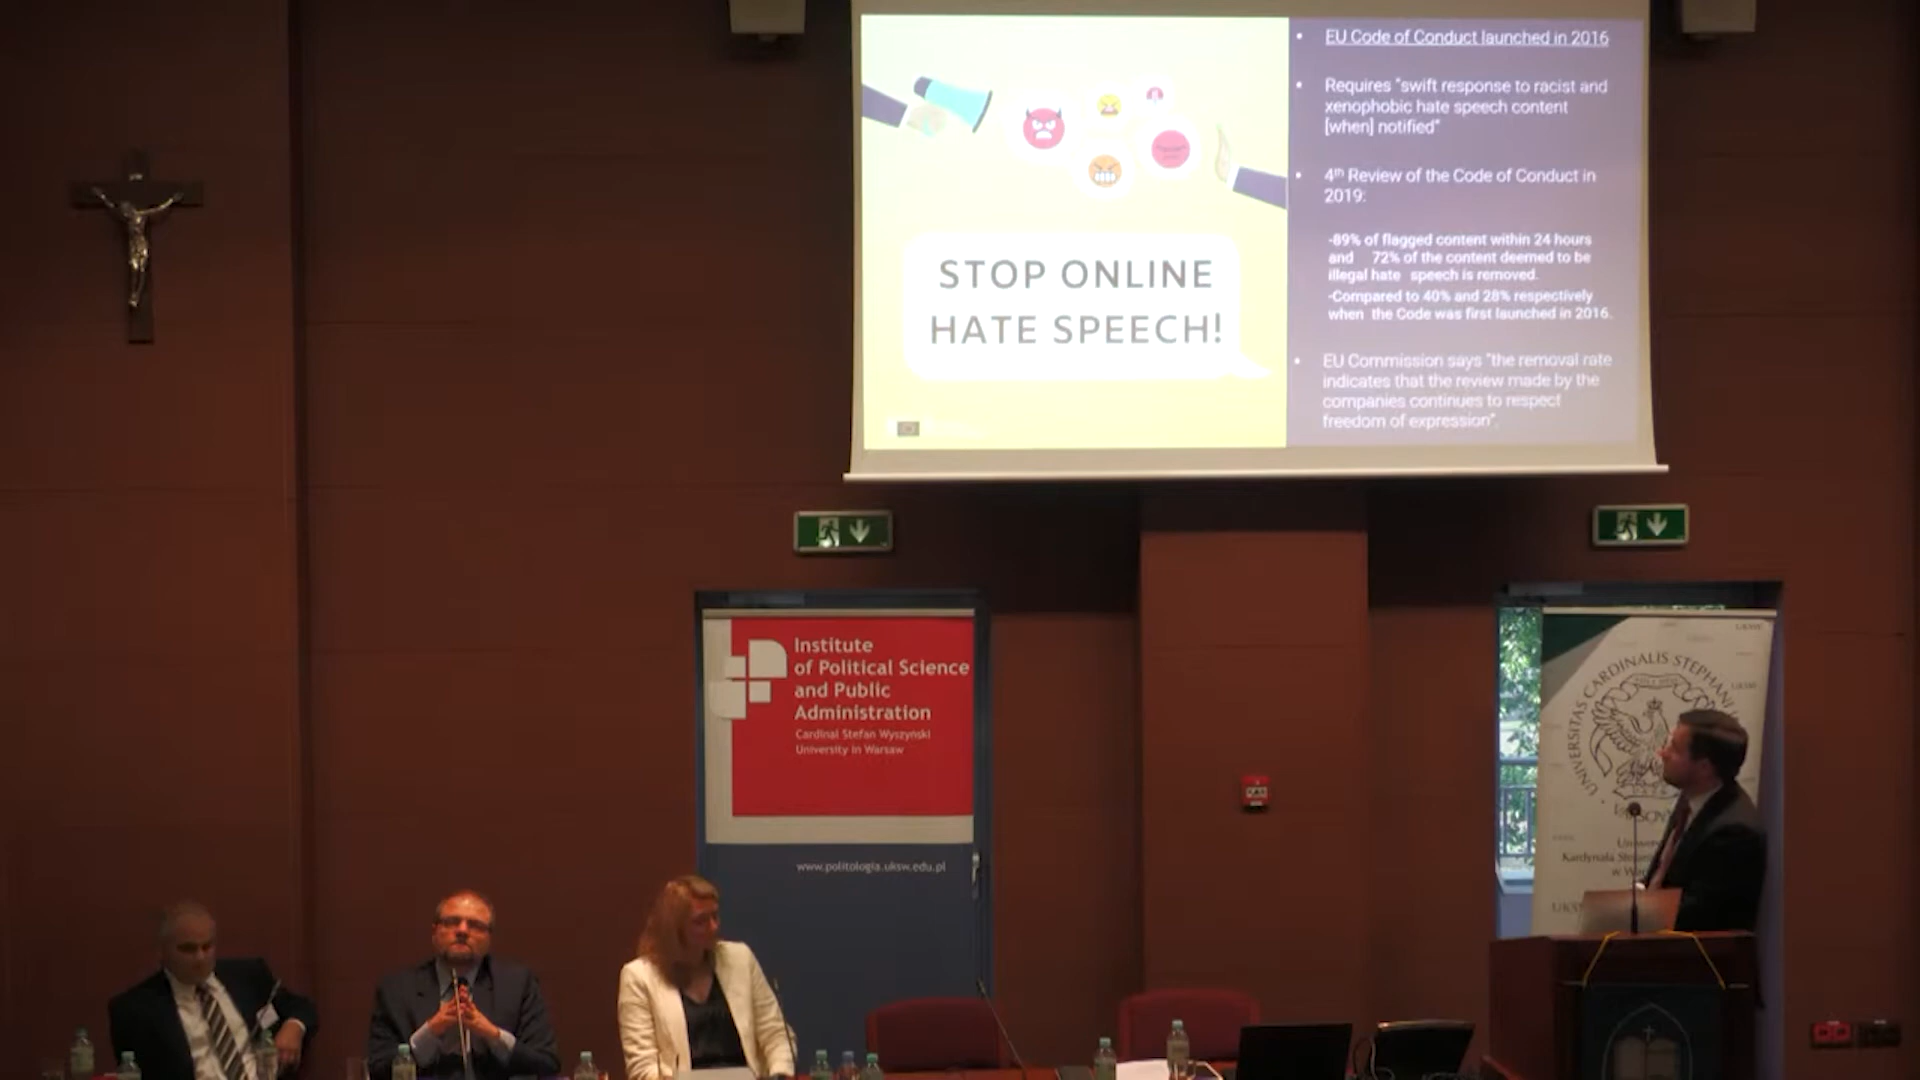 EU Code of Conduct launched in 2016
Requires "swift response to racist and
xenophobic hate speech content
[when] notified"
4th Review of the Code of Conduct in
2019:
-89% of flagged content within 24 hours
and 72% of the content deemed to be
illegal hate speech is removed.
-Compared to 40% and 28% respectively
when the Code was first launched in 2016.
EU Commission says "the removal rate
indicates that the review made by the
companies continues to respect
freedom of expression".
STOP ONLINE
HATE SPEECH!
Institute
of Political Science
and Public
Administration
Cardinal Stefan Wyszyński
University in Warsaw
www.politologia.uksw.edu.pl
UKSW
UNIVERSITAS CARDINALIS STEPHANI
Kardynała